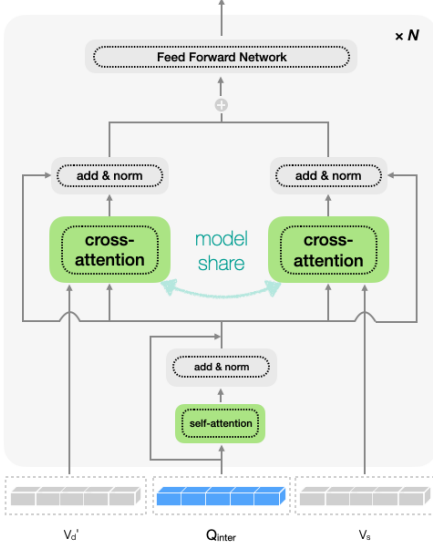 × N
Feed Forward Network
add & norm
add & norm
cross-
attention
model
share
cross-
attention
add & norm
self-attention
Vd'
Qinter
Vs